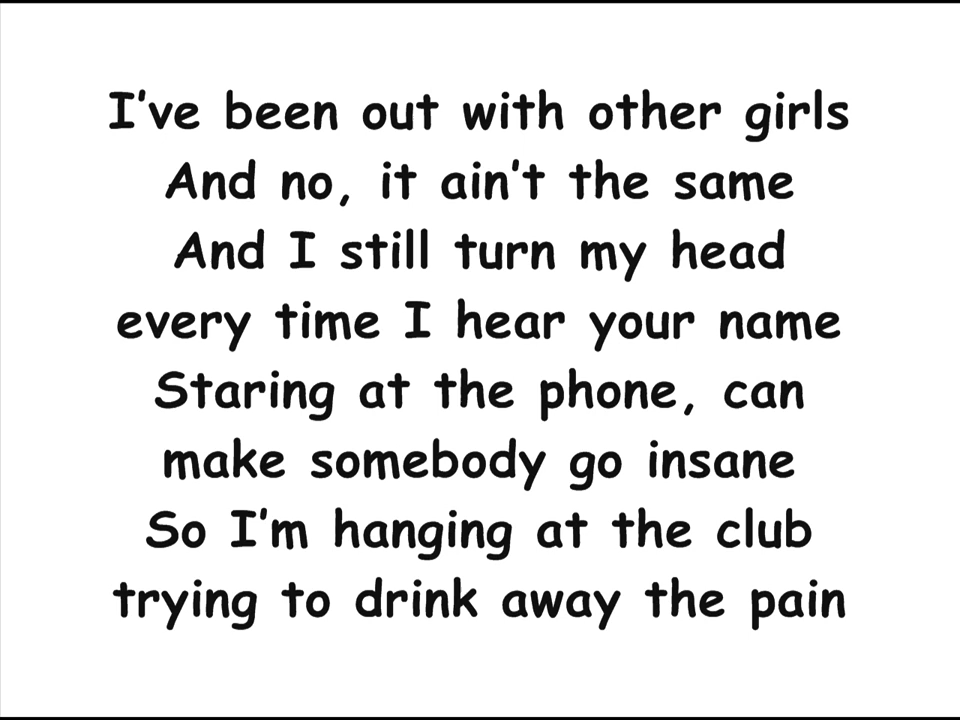 I've been out with other girls
And no, it ain't the same
And I still turn my head
every time I hear your name
Staring at the phone, can
make somebody go insane
So I'm hanging at the club
trying to drink away the pain